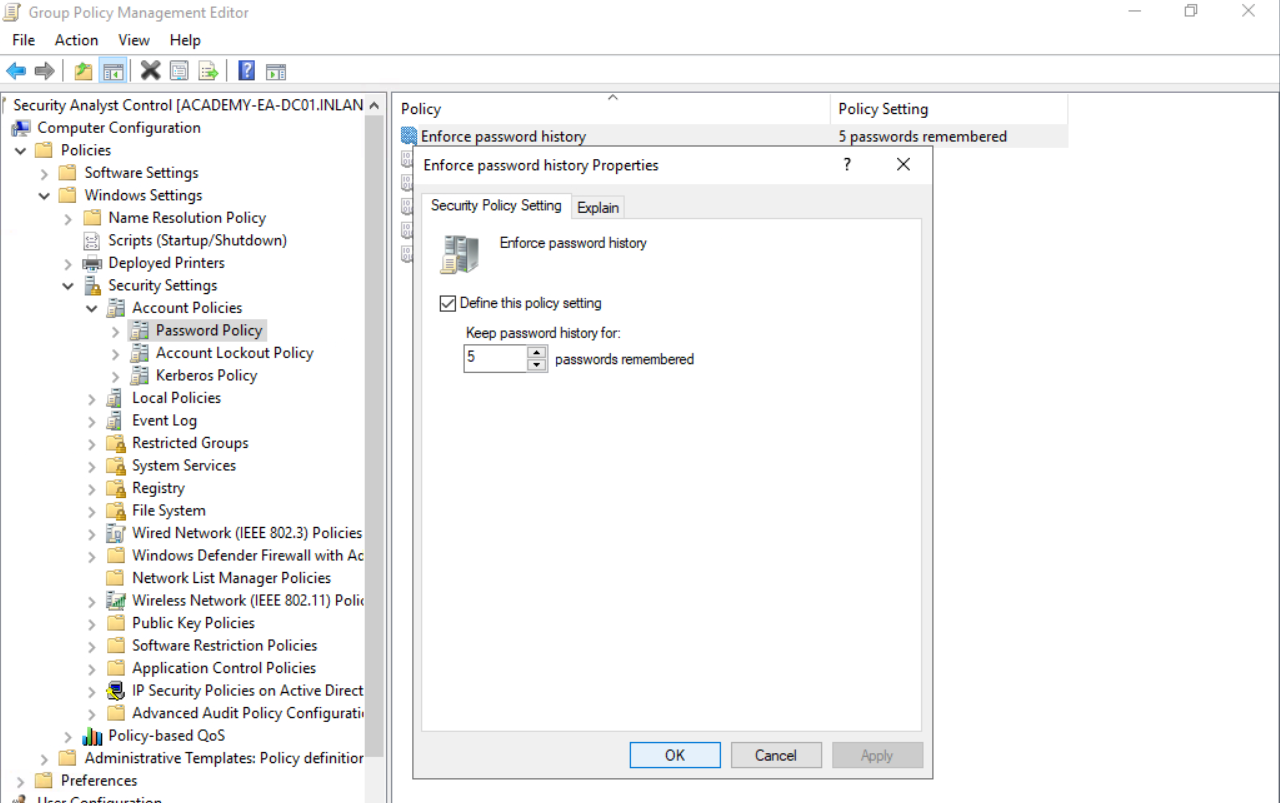 Group Policy Management Editor
File Action View Help
Security Analyst Control [ACADEMY-EA-DC01.INLAN
Computer Configuration
Policies
Software Settings
Windows Settings
Name Resolution Policy
Scripts (Startup/Shutdown)
Deployed Printers
Security Settings
Account Policies
Password Policy
Account Lockout Policy
Kerberos Policy
Local Policies
Event Log
Restricted Groups
System Services
Registry
File System
Wired Network (IEEE 802.3) Policies
Windows Defender Firewall with Ac
Network List Manager Policies
Wireless Network (IEEE 802.11) Polic
Public Key Policies
Software Restriction Policies
Application Control Policies
IP Security Policies on Active Direct
Advanced Audit Policy Configurati
Policy-based QoS
Administrative Templates: Policy definition
Preferences
User Configuration
Policy Policy Setting
Enforce password history 5 passwords remembered
Enforce password history Properties ?
Security Policy Setting Explain
Enforce password history
Define this policy setting
Keep password history for:
5 passwords remembered
OK Cancel Apply